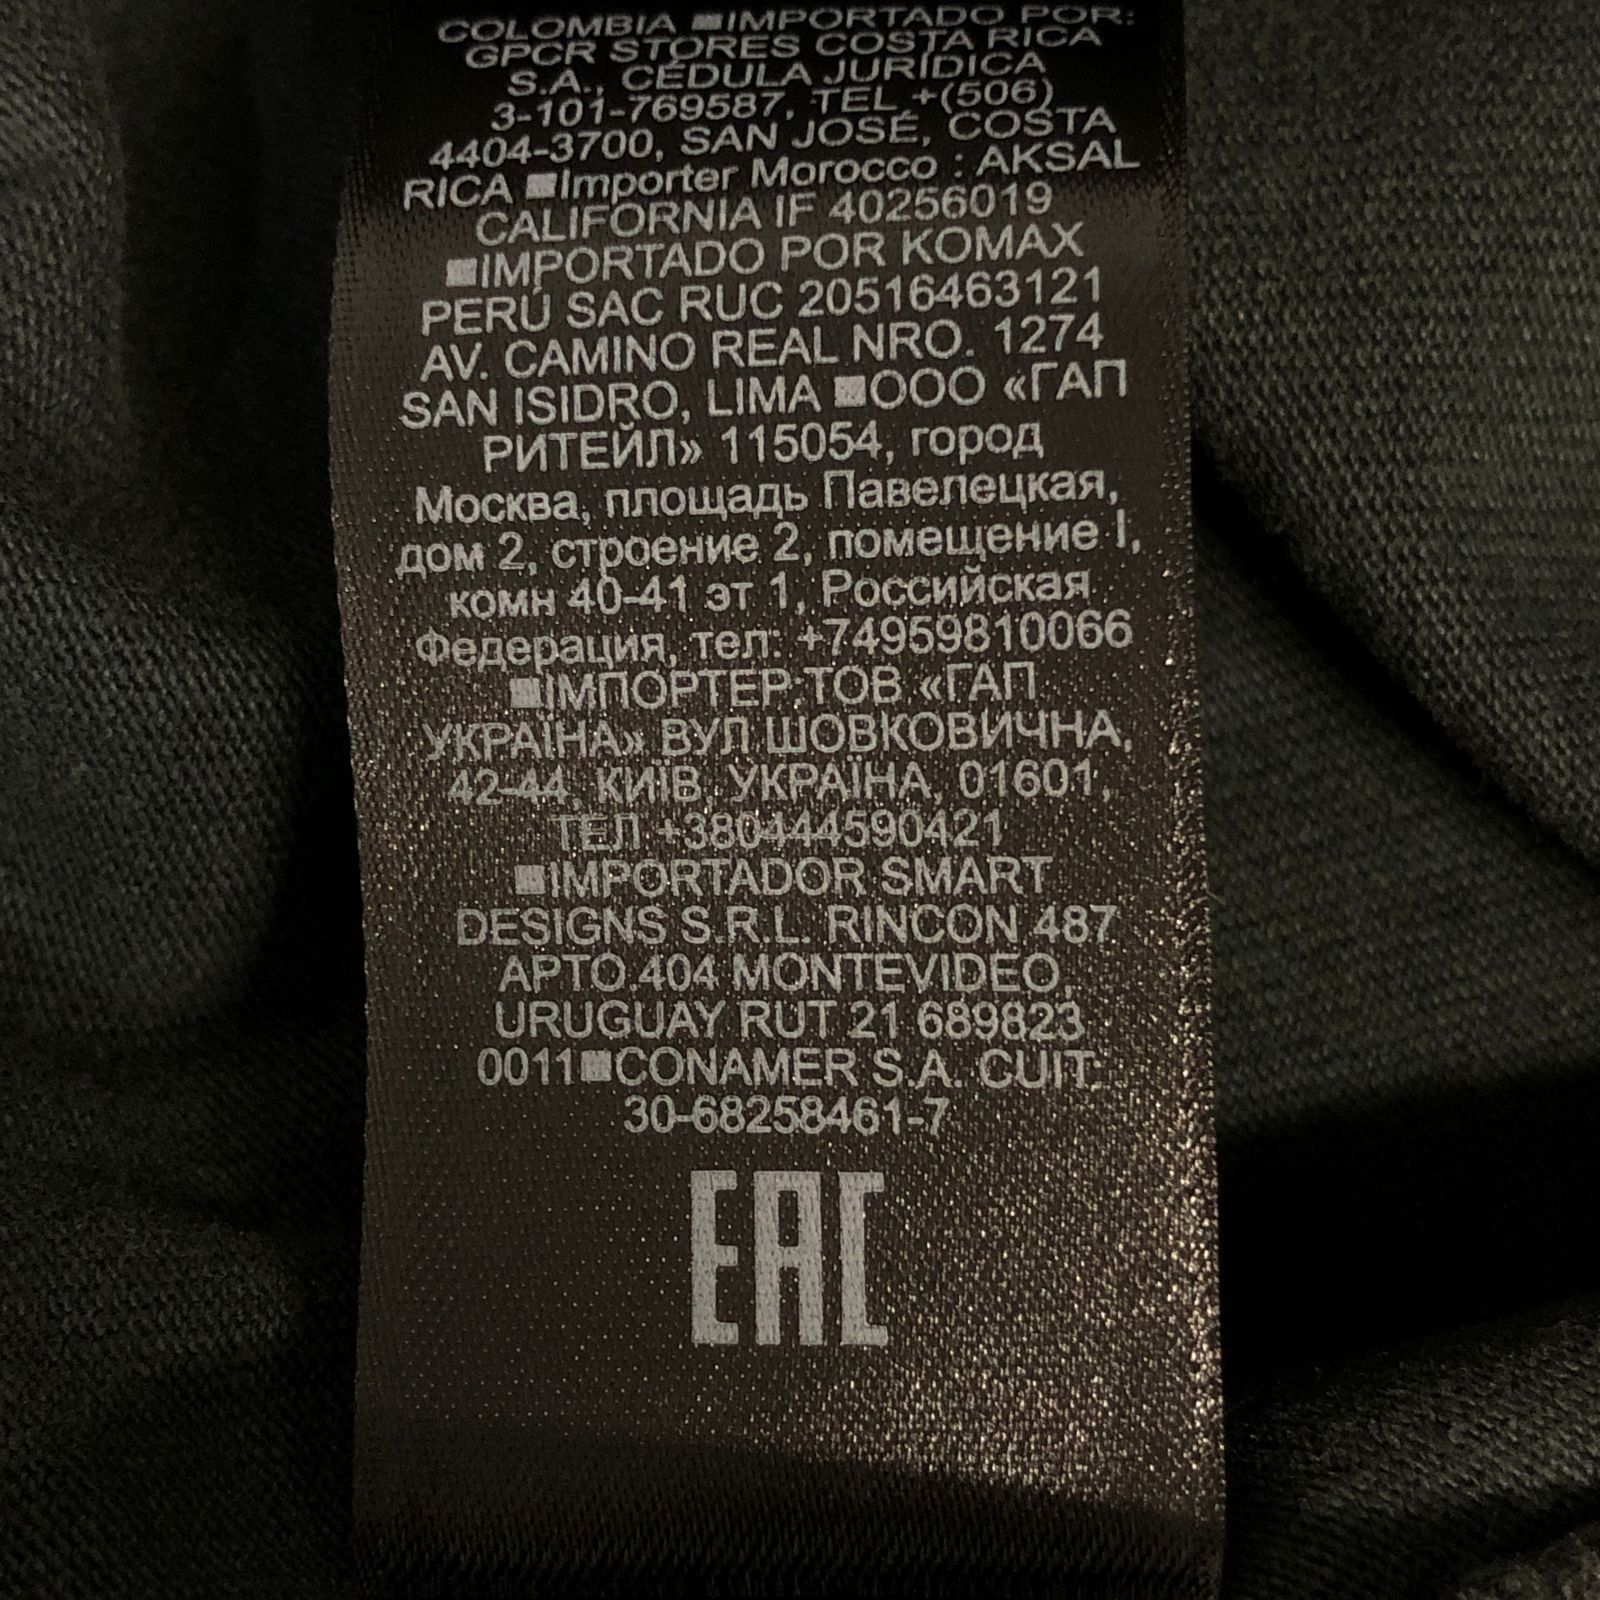 COLOMBIA ■IMPORTADO POR:
GPCR STORES COSTA RICA
S.A., CÉDULA JURÍDICA
3-101-769587, TEL +(506)
4404-3700, SAN JOSÉ, COSTA
RICA ■Importer Morocco : AKSAL
CALIFORNIA IF 40256019
■IMPORTADO POR KOMAX
PERÚ SAC RUC 20516463121
AV. CAMINO REAL NRO. 1274
SAN ISIDRO, LIMA ■ООО «ГАП
РИТЕЙЛ» 115054, город
Москва, площадь Павелецкая,
дом 2, строение 2, помещение I,
комн 40-41 эт 1, Российская
Федерация, тел: +74959810066
■ІМПОРТЕР ТОВ «ГАП
УКРАЇНА» ВУЛ ШОВКОВИЧНА,
42-44, КИЇВ, УКРАЇНА, 01601,
ТЕЛ +380444590421
■IMPORTADOR SMART
DESIGNS S.R.L. RINCON 487
APTO.404 MONTEVIDEO,
URUGUAY RUT 21 689823
0011■CONAMER S.A. CUIT:
30-68258461-7
EAC